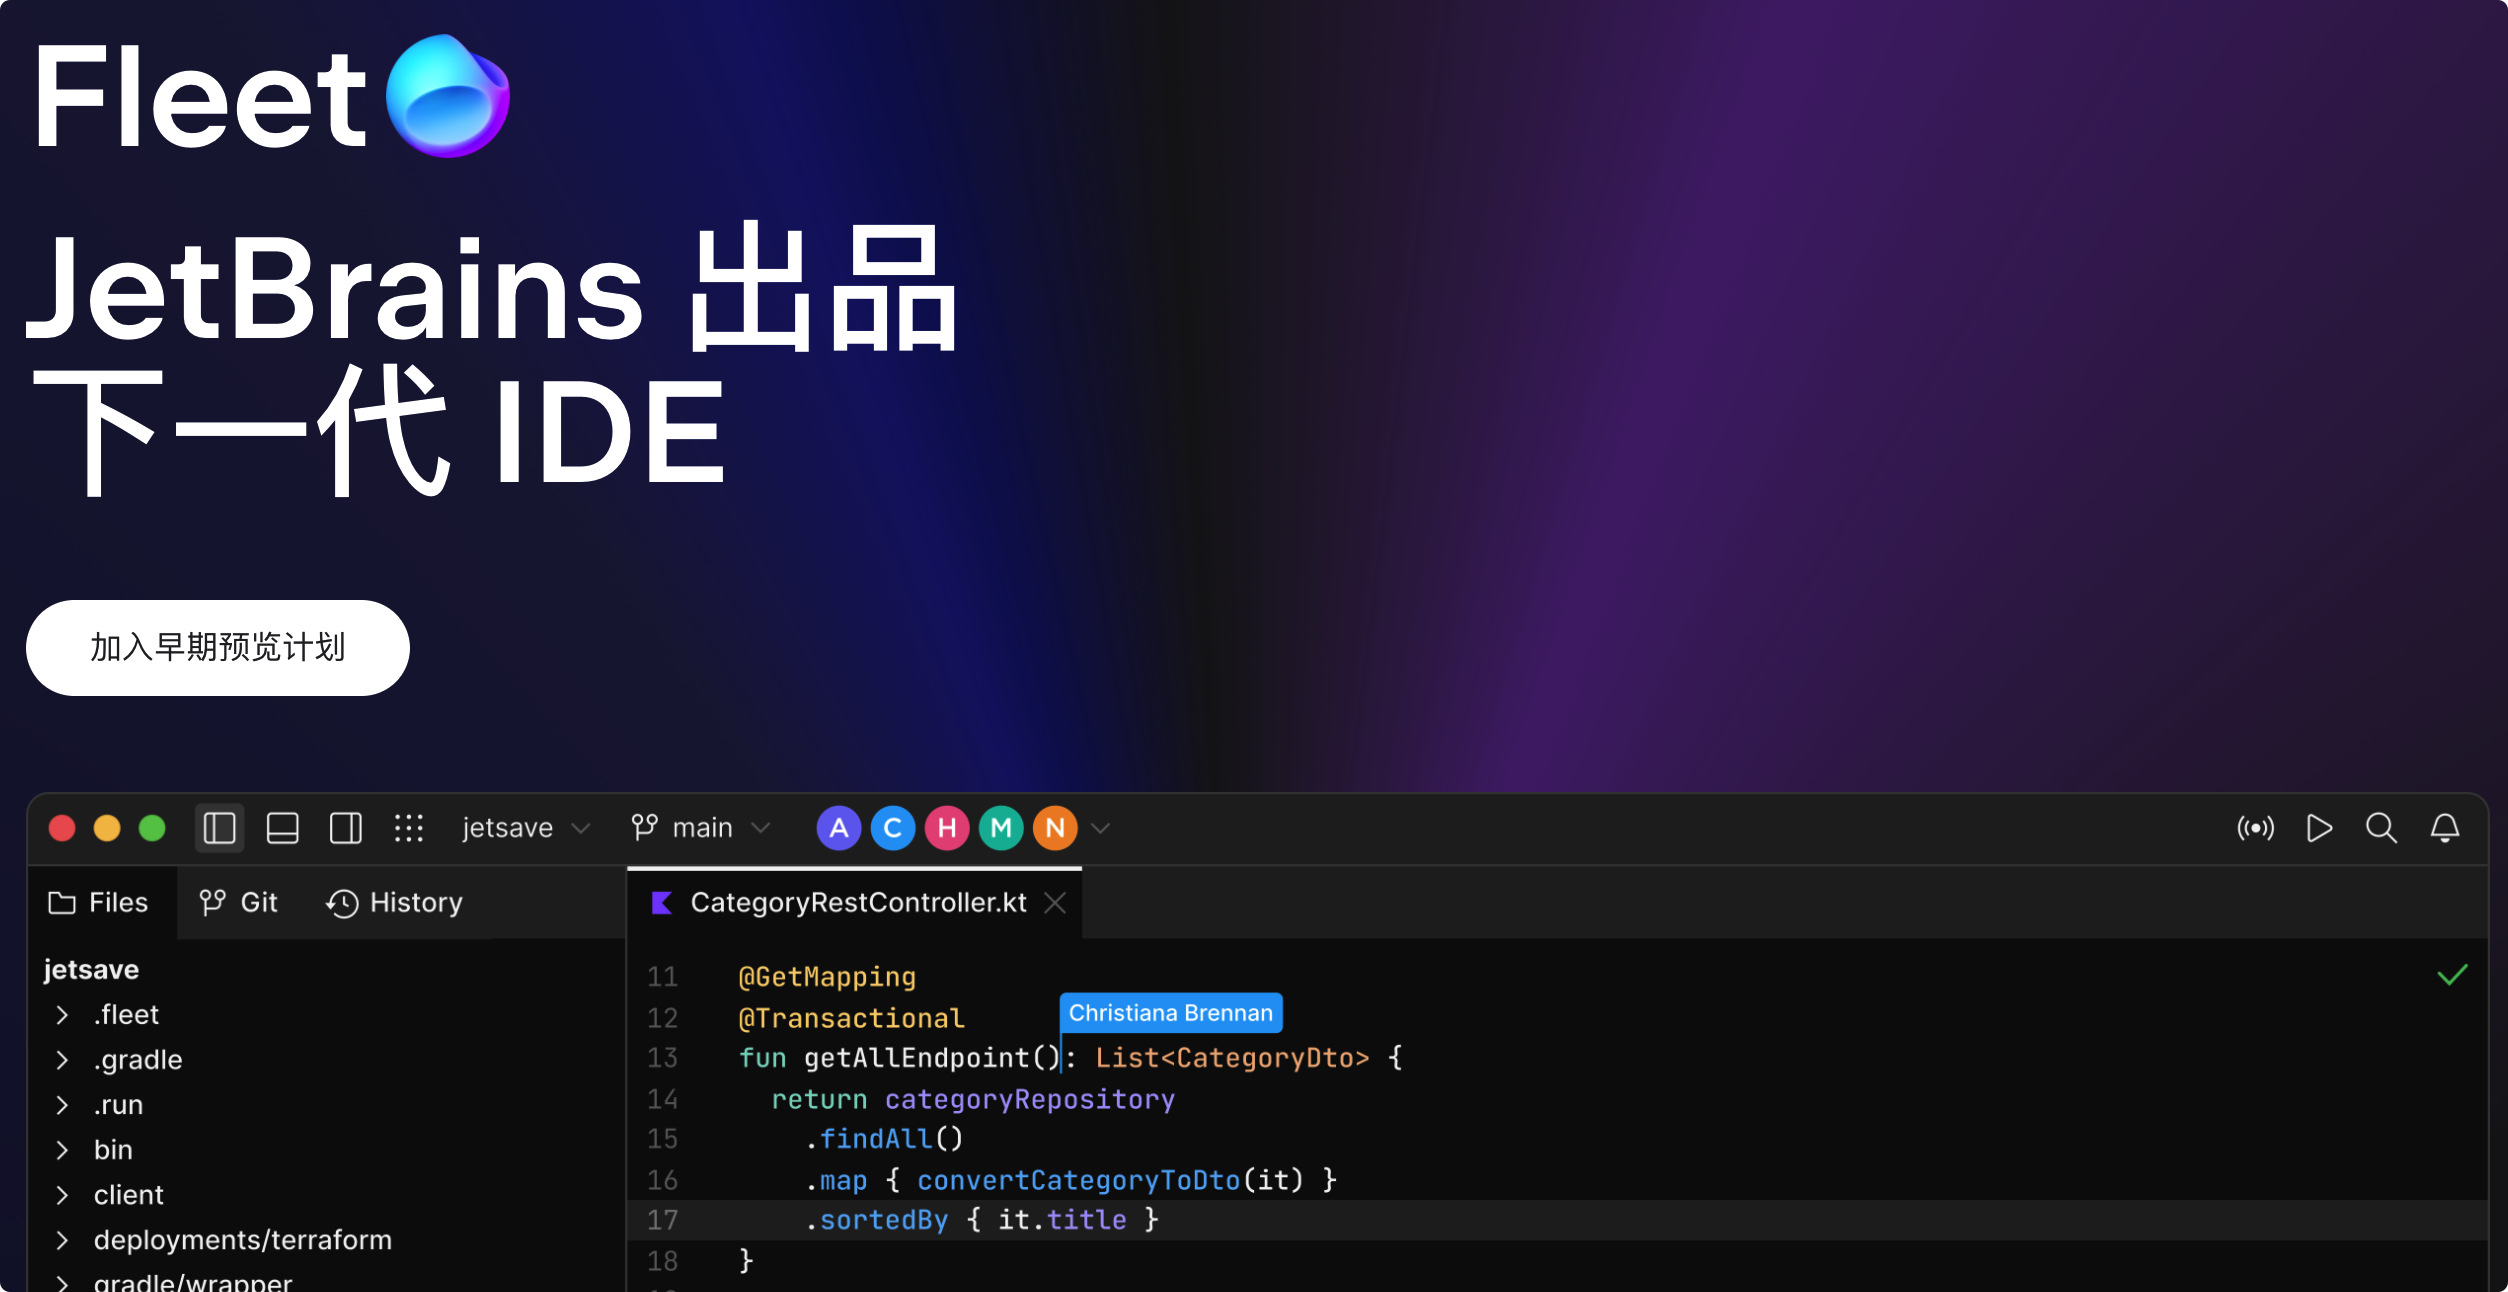 Fleet
JetBrains 出品
下一代 IDE
加入早期预览计划
jetsave main A C H M N
Files Git History CategoryRestController.kt
jetsave
.fleet
.gradle
.run
bin
client
deployments/terraform
gradle/wrapper
11 @GetMapping
12 @Transactional
Christiana Brennan
13 fun getAllEndpoint(): List<CategoryDto> {
14 return categoryRepository
15 .findAll()
16 .map { convertCategoryToDto(it) }
17 .sortedBy { it.title }
18 }